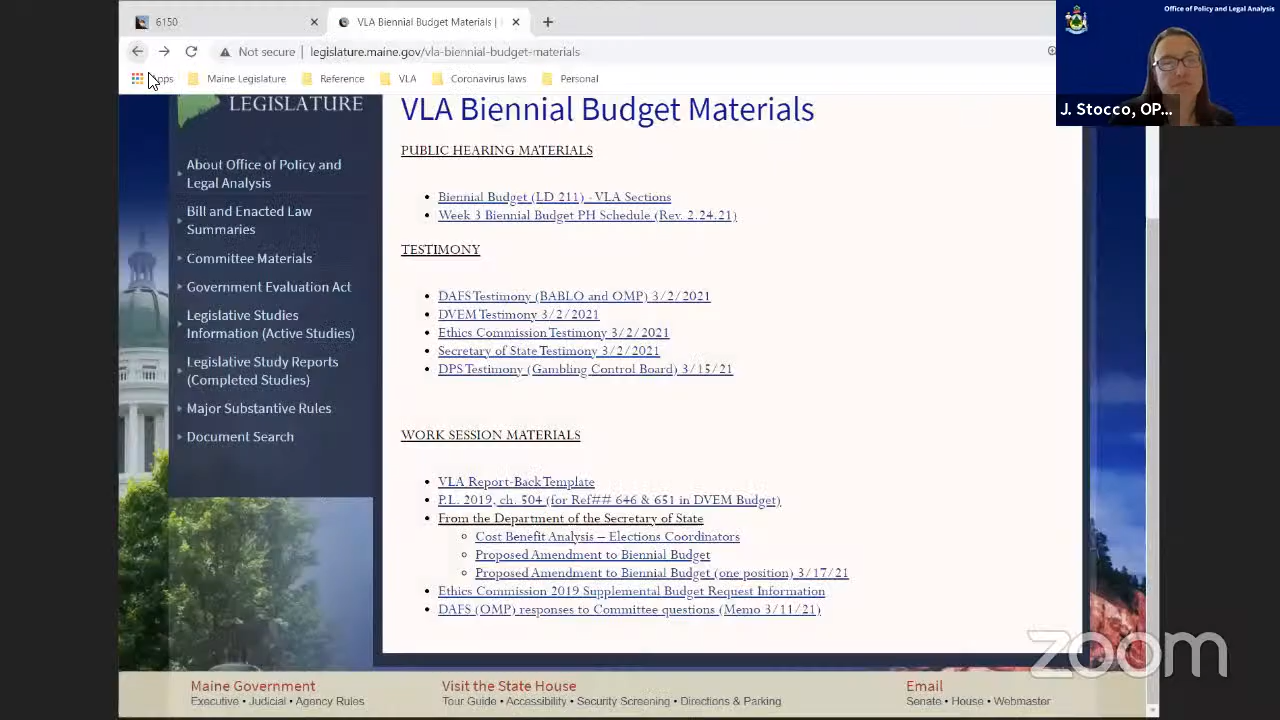 6150
VLA Biennial Budget Materials |
Not secure | legislature.maine.gov/vla-biennial-budget-materials
Apps Maine Legislature Reference VLA Coronavirus laws Personal
Office of Policy and Legal Analysis
J. Stocco, OP...
LEGISLATURE
About Office of Policy and
Legal Analysis
Bill and Enacted Law
Summaries
Committee Materials
Government Evaluation Act
Legislative Studies
Information (Active Studies)
Legislative Study Reports
(Completed Studies)
Major Substantive Rules
Document Search
VLA Biennial Budget Materials
PUBLIC HEARING MATERIALS
Biennial Budget (LD 211) - VLA Sections
Week 3 Biennial Budget PH Schedule (Rev. 2.24.21)
TESTIMONY
DAFS Testimony (BABLO and OMP) 3/2/2021
DVEM Testimony 3/2/2021
Ethics Commission Testimony 3/2/2021
Secretary of State Testimony 3/2/2021
DPS Testimony (Gambling Control Board) 3/15/21
WORK SESSION MATERIALS
VLA Report-Back Template
P.L. 2019, ch. 504 (for Ref## 646 & 651 in DVEM Budget)
From the Department of the Secretary of State
Cost Benefit Analysis – Elections Coordinators
Proposed Amendment to Biennial Budget
Proposed Amendment to Biennial Budget (one position) 3/17/21
Ethics Commission 2019 Supplemental Budget Request Information
DAFS (OMP) responses to Committee questions (Memo 3/11/21)
zoom
Maine Government
Executive • Judicial • Agency Rules
Visit the State House
Tour Guide • Accessibility • Security Screening • Directions & Parking
Email
Senate • House • Webmaster